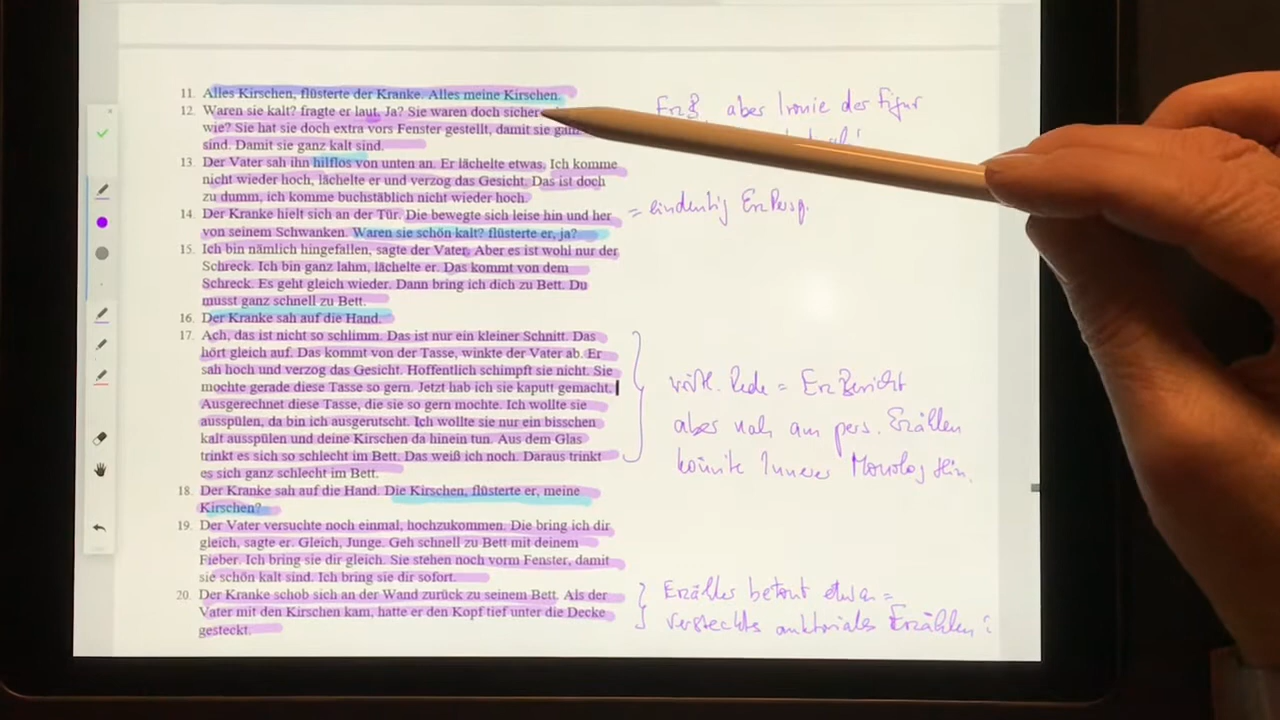 11. Alles Kirschen, flüsterte der Kranke. Alles meine Kirschen.
12. Waren sie kalt? fragte er laut. Ja? Sie waren doch sicher
wie? Sie hat sie doch extra vors Fenster gestellt, damit sie
sind. Damit sie ganz kalt sind.
13. Der Vater sah ihn hilflos von unten an. Er lächelte etwas. Ich komme
nicht wieder hoch, lächelte er und verzog das Gesicht. Das ist doch
zu dumm, ich komme buchstäblich nicht wieder hoch.
14. Der Kranke hielt sich an der Tür. Die bewegte sich leise hin und her
von seinem Schwanken. Waren sie schön kalt? flüsterte er, ja?
15. Ich bin nämlich hingefallen, sagte der Vater. Aber es ist wohl nur der
Schreck. Ich bin ganz lahm, lächelte er. Das kommt von dem
Schreck. Es geht gleich wieder. Dann bring ich dich zu Bett. Du
musst ganz schnell zu Bett.
16. Der Kranke sah auf die Hand.
17. Ach, das ist nicht so schlimm. Das ist nur ein kleiner Schnitt. Das
hört gleich auf. Das kommt von der Tasse, winkte der Vater ab. Er
sah hoch und verzog das Gesicht. Hoffentlich schimpft sie nicht. Sie
mochte gerade diese Tasse so gern. Jetzt hab ich sie kaputt gemacht.
Ausgerechnet diese Tasse, die sie so gern mochte. Ich wollte sie
ausspülen, da bin ich ausgerutscht. Ich wollte sie nur ein bisschen
kalt ausspülen und deine Kirschen da hinein tun. Aus dem Glas
trinkt es sich so schlecht im Bett. Das weiß ich noch. Daraus trinkt
es sich ganz schlecht im Bett.
18. Der Kranke sah auf die Hand. Die Kirschen, flüsterte er, meine
Kirschen?
19. Der Vater versuchte noch einmal, hochzukommen. Die bring ich dir
gleich, sagte er. Gleich, Junge. Geh schnell zu Bett mit deinem
Fieber. Ich bring sie dir gleich. Sie stehen noch vorm Fenster, damit
sie schön kalt sind. Ich bring sie dir sofort.
20. Der Kranke schob sich an der Wand zurück zu seinem Bett. Als der
Vater mit den Kirschen kam, hatte er den Kopf tief unter die Decke
gesteckt.
aber Ironie der Figur
= eindeutig Erz Persp.
wörtl. Rede = Erz Bericht
aber nah am pers. Erzählen
könnte Innerer Monolog sein.
Erzähler betont etwas =
verstecktes auktoriales Erzählen?